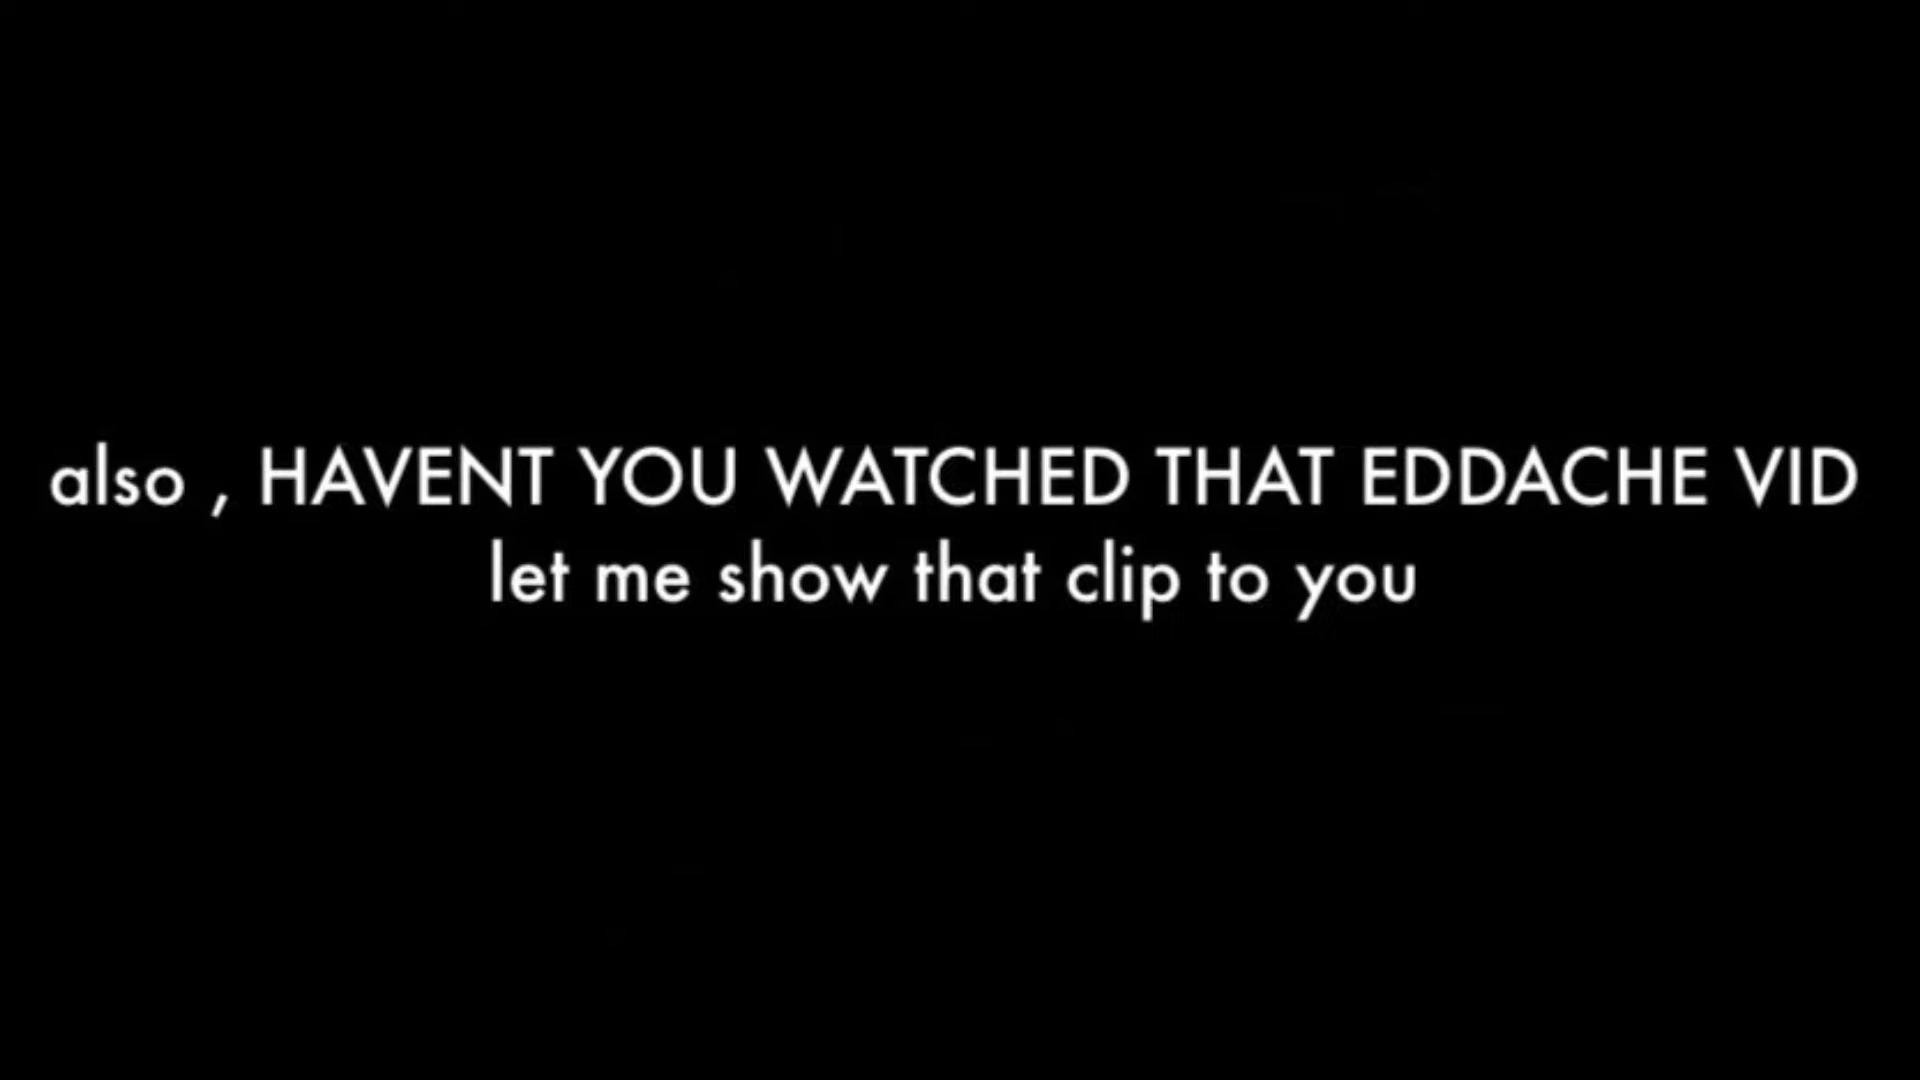 also , HAVENT YOU WATCHED THAT EDDACHE VID
let me show that clip to you